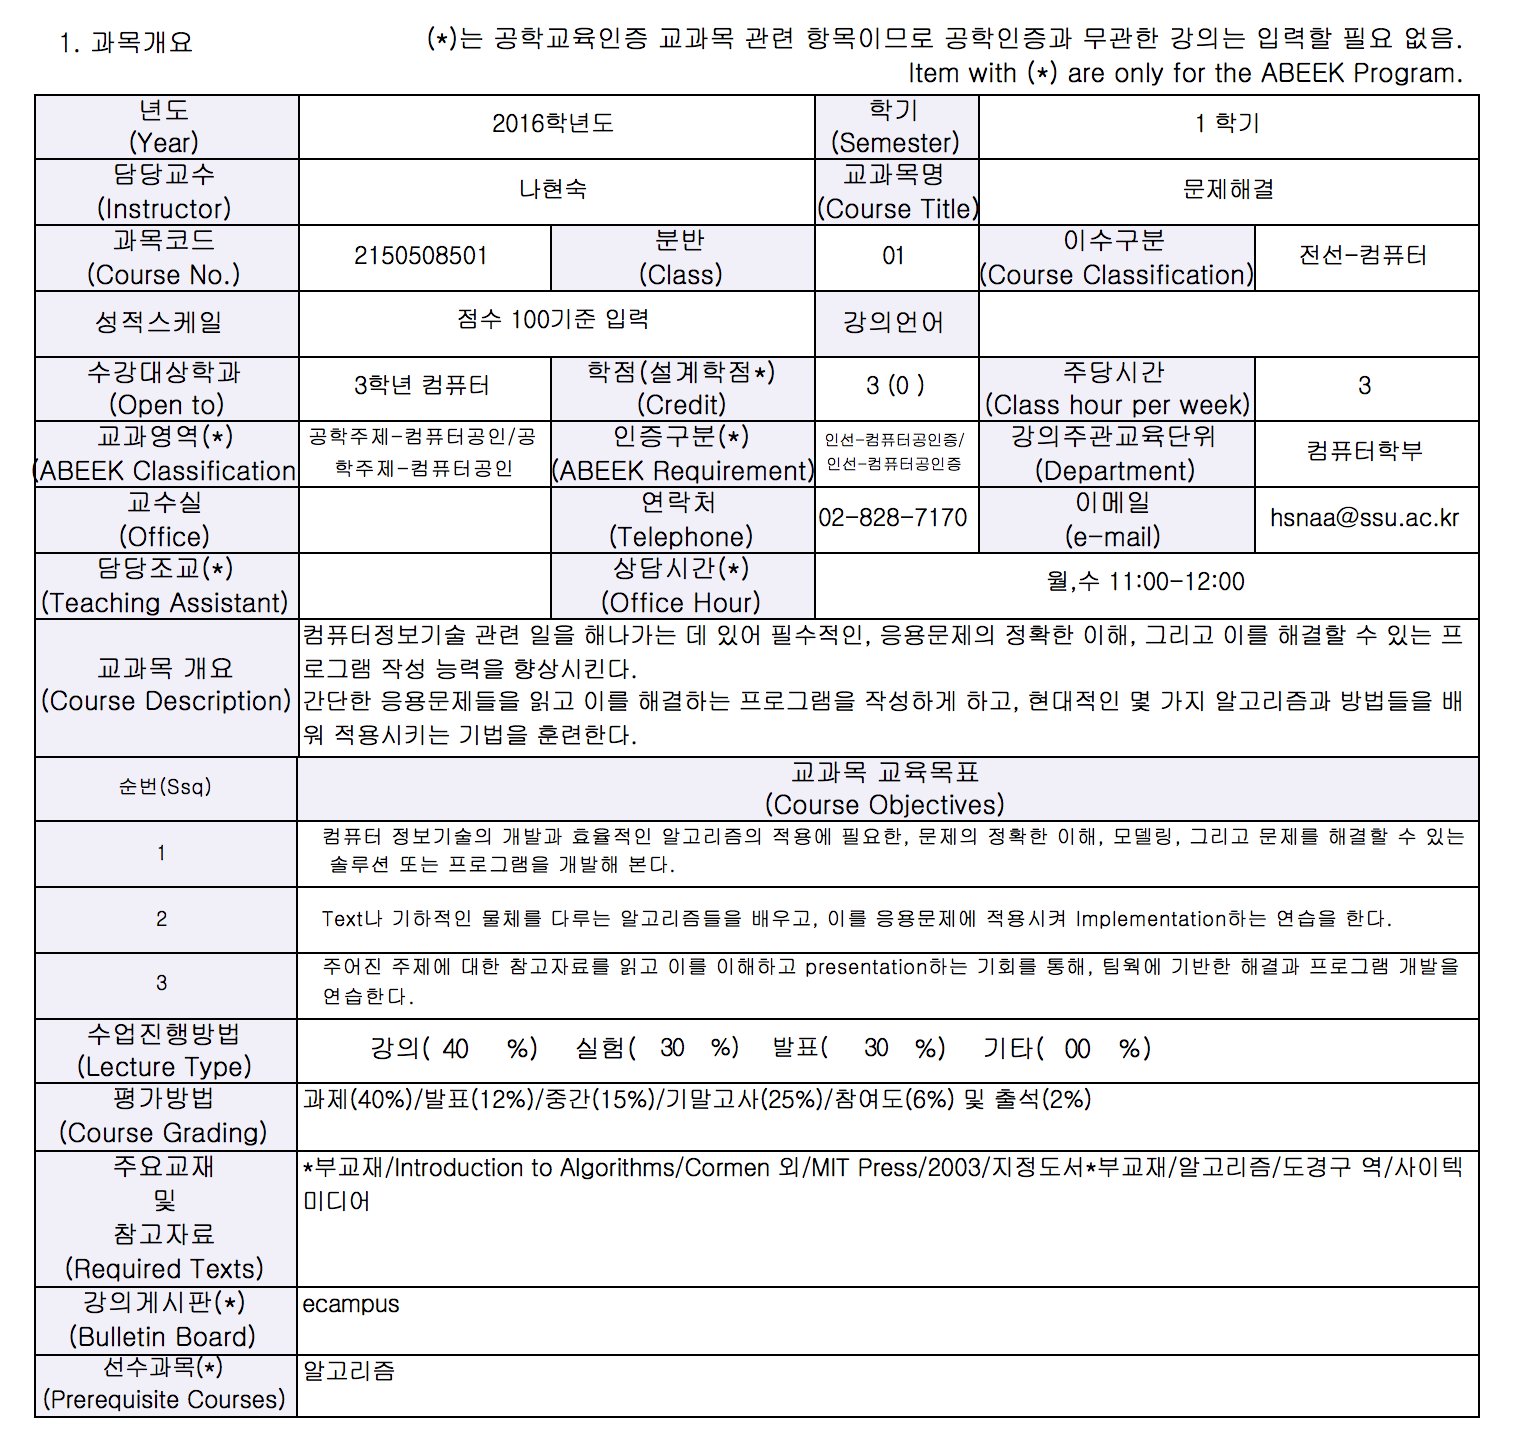 1. 과목개요
(*)는 공학교육인증 교과목 관련 항목이므로 공학인증과 무관한 강의는 입력할 필요 없음.
Item with (*) are only for the ABEEK Program.
년도
(Year)
2016학년도
학기
(Semester)
1 학기
담당교수
(Instructor)
나현숙
교과목명
(Course Title)
문제해결
과목코드
(Course No.)
2150508501
분반
(Class)
01
이수구분
(Course Classification)
전선-컴퓨터
성적스케일
점수 100기준 입력
강의언어
수강대상학과
(Open to)
3학년 컴퓨터
학점(설계학점*)
(Credit)
3 (0 )
주당시간
(Class hour per week)
3
교과영역(*)
(ABEEK Classification
공학주제-컴퓨터공인/공
학주제-컴퓨터공인
인증구분(*)
(ABEEK Requirement)
인선-컴퓨터공인증/
인선-컴퓨터공인증
강의주관교육단위
(Department)
컴퓨터학부
교수실
(Office)
연락처
(Telephone)
02-828-7170
이메일
(e-mail)
hsnaa@ssu.ac.kr
담당조교(*)
(Teaching Assistant)
상담시간(*)
(Office Hour)
월,수 11:00-12:00
교과목 개요
(Course Description)
컴퓨터정보기술 관련 일을 해나가는 데 있어 필수적인, 응용문제의 정확한 이해, 그리고 이를 해결할 수 있는 프
로그램 작성 능력을 향상시킨다.
간단한 응용문제들을 읽고 이를 해결하는 프로그램을 작성하게 하고, 현대적인 몇 가지 알고리즘과 방법들을 배
워 적용시키는 기법을 훈련한다.
순번(Ssq)
교과목 교육목표
(Course Objectives)
1
컴퓨터 정보기술의 개발과 효율적인 알고리즘의 적용에 필요한, 문제의 정확한 이해, 모델링, 그리고 문제를 해결할 수 있는
솔루션 또는 프로그램을 개발해 본다.
2
Text나 기하적인 물체를 다루는 알고리즘들을 배우고, 이를 응용문제에 적용시켜 Implementation하는 연습을 한다.
3
주어진 주제에 대한 참고자료를 읽고 이를 이해하고 presentation하는 기회를 통해, 팀웍에 기반한 해결과 프로그램 개발을
연습한다.
수업진행방법
(Lecture Type)
강의( 40 %) 실험( 30 %) 발표( 30 %) 기타( 00 %)
평가방법
(Course Grading)
과제(40%)/발표(12%)/중간(15%)/기말고사(25%)/참여도(6%) 및 출석(2%)
주요교재
및
참고자료
(Required Texts)
*부교재/Introduction to Algorithms/Cormen 외/MIT Press/2003/지정도서*부교재/알고리즘/도경구 역/사이텍
미디어
강의게시판(*)
(Bulletin Board)
ecampus
선수과목(*)
(Prerequisite Courses)
알고리즘